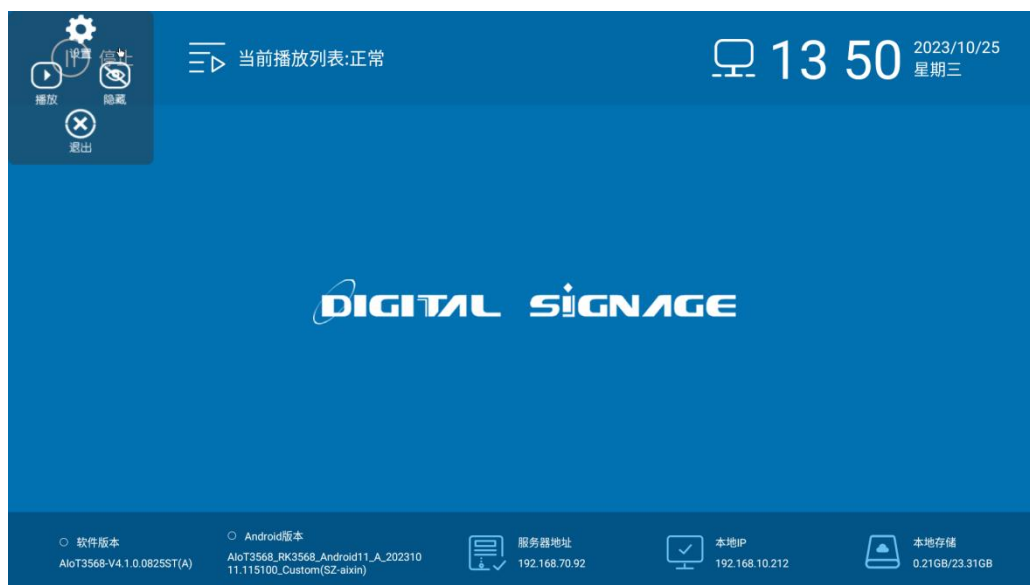 设置
停止
播放
隐藏
退出
当前播放列表:正常
13 50
2023/10/25
星期三
DIGITAL SIGNAGE
软件版本
AIoT3568-V4.1.0.0825ST(A)
Android版本
AIoT3568_RK3568_Android11_A_202310
11.115100_Custom(SZ-aixin)
服务器地址
192.168.70.92
本地IP
192.168.10.212
本地存储
0.21GB/23.31GB